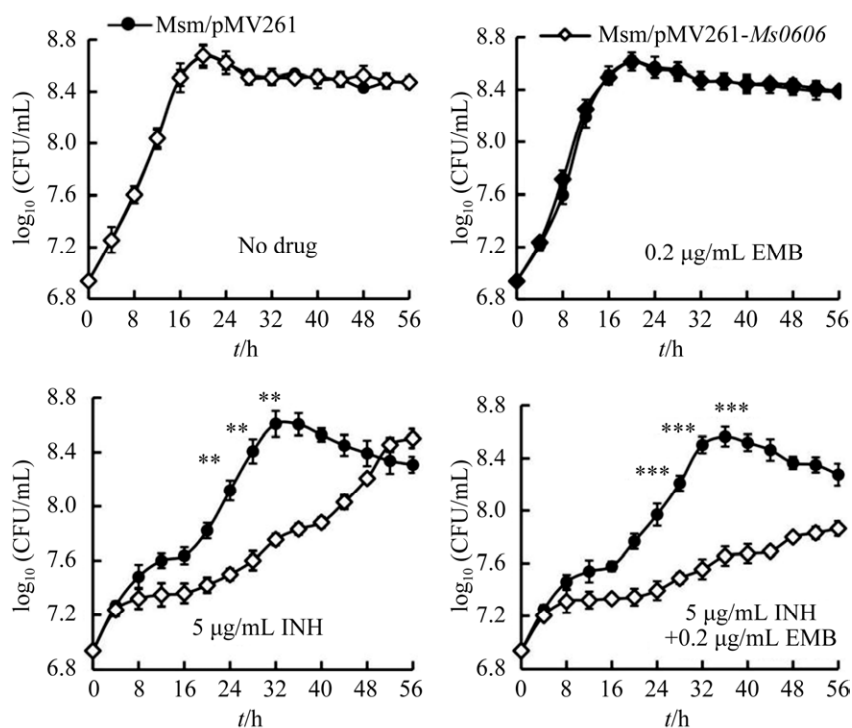 Msm/pMV261
8.8
8.4
8.0
7.6
7.2
6.8
log10 (CFU/mL)
No drug
0 8 16 24 32 40 48 56
t/h
Msm/pMV261-Ms0606
8.8
8.4
8.0
7.6
7.2
6.8
log10 (CFU/mL)
0.2 μg/mL EMB
0 8 16 24 32 40 48 56
t/h
8.8
8.4
8.0
7.6
7.2
6.8
log10 (CFU/mL)
**
**
**
5 μg/mL INH
0 8 16 24 32 40 48 56
t/h
8.8
8.4
8.0
7.6
7.2
6.8
log10 (CFU/mL)
***
***
***
5 μg/mL INH
+0.2 μg/mL EMB
0 8 16 24 32 40 48 56
t/h